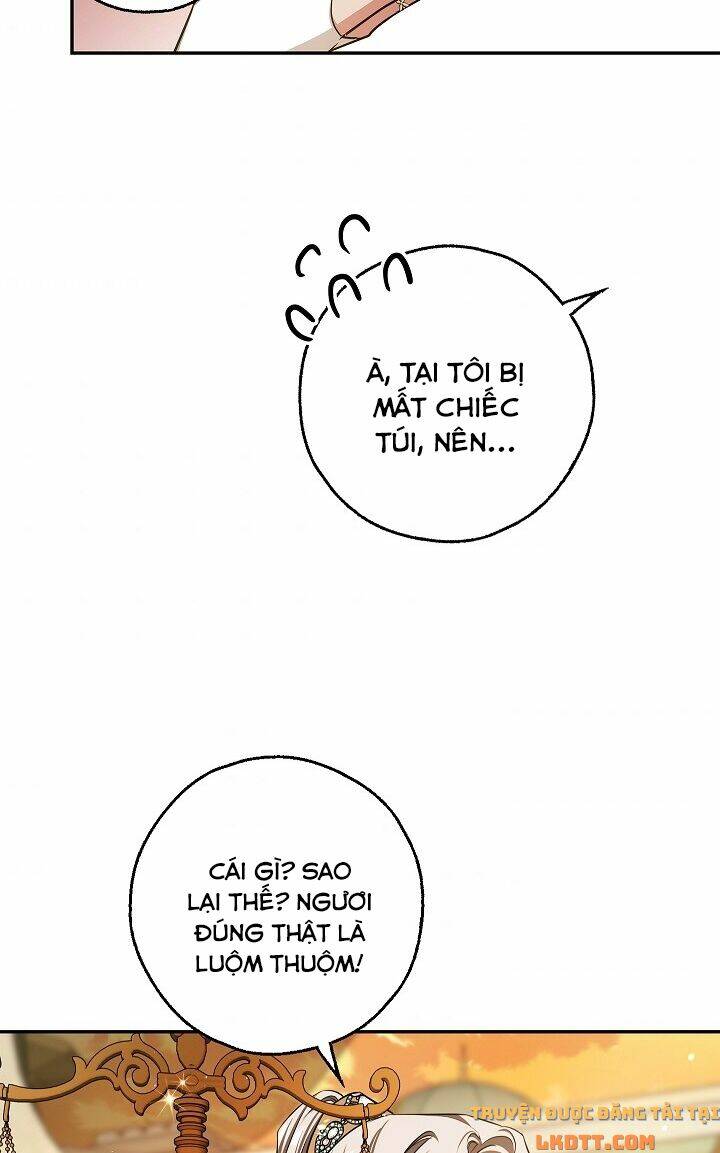 À, TẠI TÔI BỊ
MẤT CHIẾC
TÚI, NÊN...
CÁI GÌ? SAO
LẠI THẾ? NGƯƠI
ĐÚNG THẬT LÀ
LUỘM THUỘM!
TRUYỆN ĐƯỢC ĐĂNG TẢI TẠI
LKDTT.COM